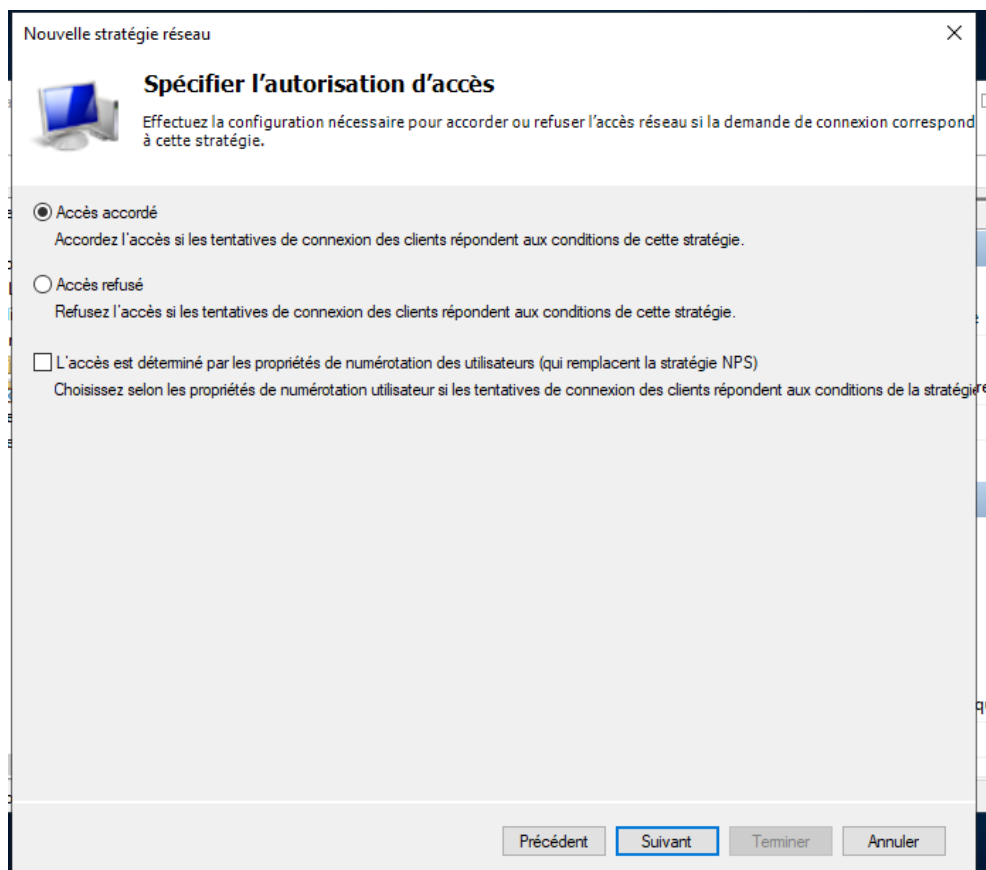 Nouvelle stratégie réseau
Spécifier l'autorisation d'accès
Effectuez la configuration nécessaire pour accorder ou refuser l'accès réseau si la demande de connexion correspond
à cette stratégie.
Accès accordé
Accordez l'accès si les tentatives de connexion des clients répondent aux conditions de cette stratégie.
Accès refusé
Refusez l'accès si les tentatives de connexion des clients répondent aux conditions de cette stratégie.
L'accès est déterminé par les propriétés de numérotation des utilisateurs (qui remplacent la stratégie NPS)
Choisissez selon les propriétés de numérotation utilisateur si les tentatives de connexion des clients répondent aux conditions de la stratégie
Précédent
Suivant
Terminer
Annuler